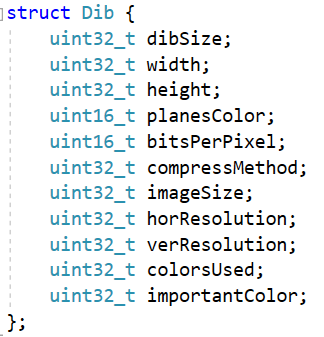 struct Dib {
uint32_t dibSize;
uint32_t width;
uint32_t height;
uint16_t planesColor;
uint16_t bitsPerPixel;
uint32_t compressMethod;
uint32_t imageSize;
uint32_t horResolution;
uint32_t verResolution;
uint32_t colorsUsed;
uint32_t importantColor;
};